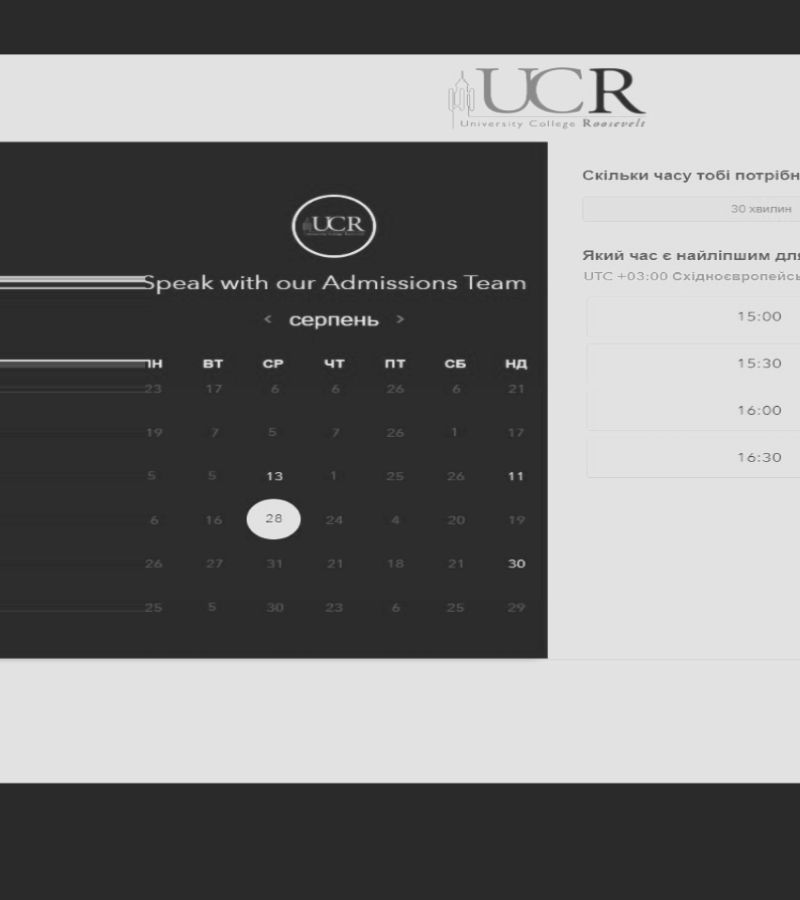 UCR
University College Roosevelt
UCR
Speak with our Admissions Team
< серпень >
ПН ВТ СР ЧТ ПТ СБ НД
23 17 6 6 26 6 21
19 7 5 7 26 1 17
5 5 13 1 25 26 11
6 16 28 24 4 20 19
26 27 31 21 18 21 30
25 5 30 23 6 25 29
Скільки часу тобі потрібн
30 хвилин
Який час є найліпшим для
UTC +03:00 Східноєвропейсь
15:00
15:30
16:00
16:30